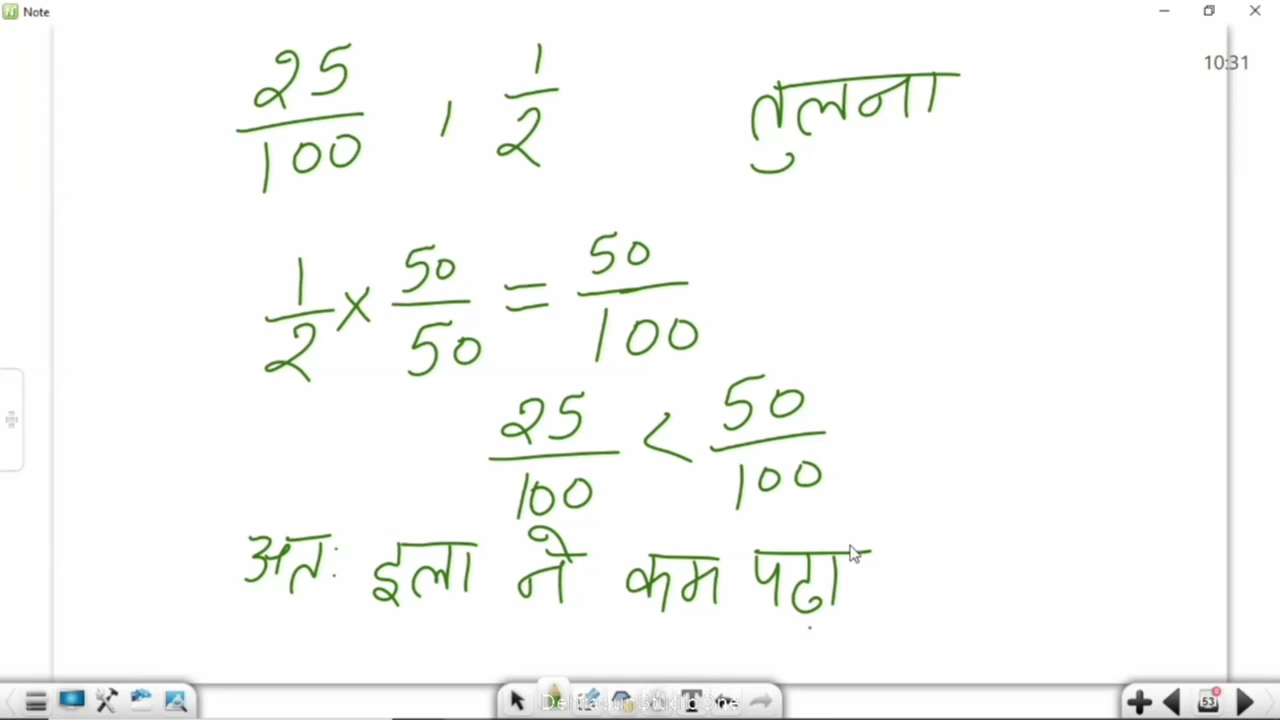 Note
10:31
25/100 , 1/2 तुलना
1/2 × 50/50 = 50/100
25/100 < 50/100
अतः इला ने कम पढ़ा
53